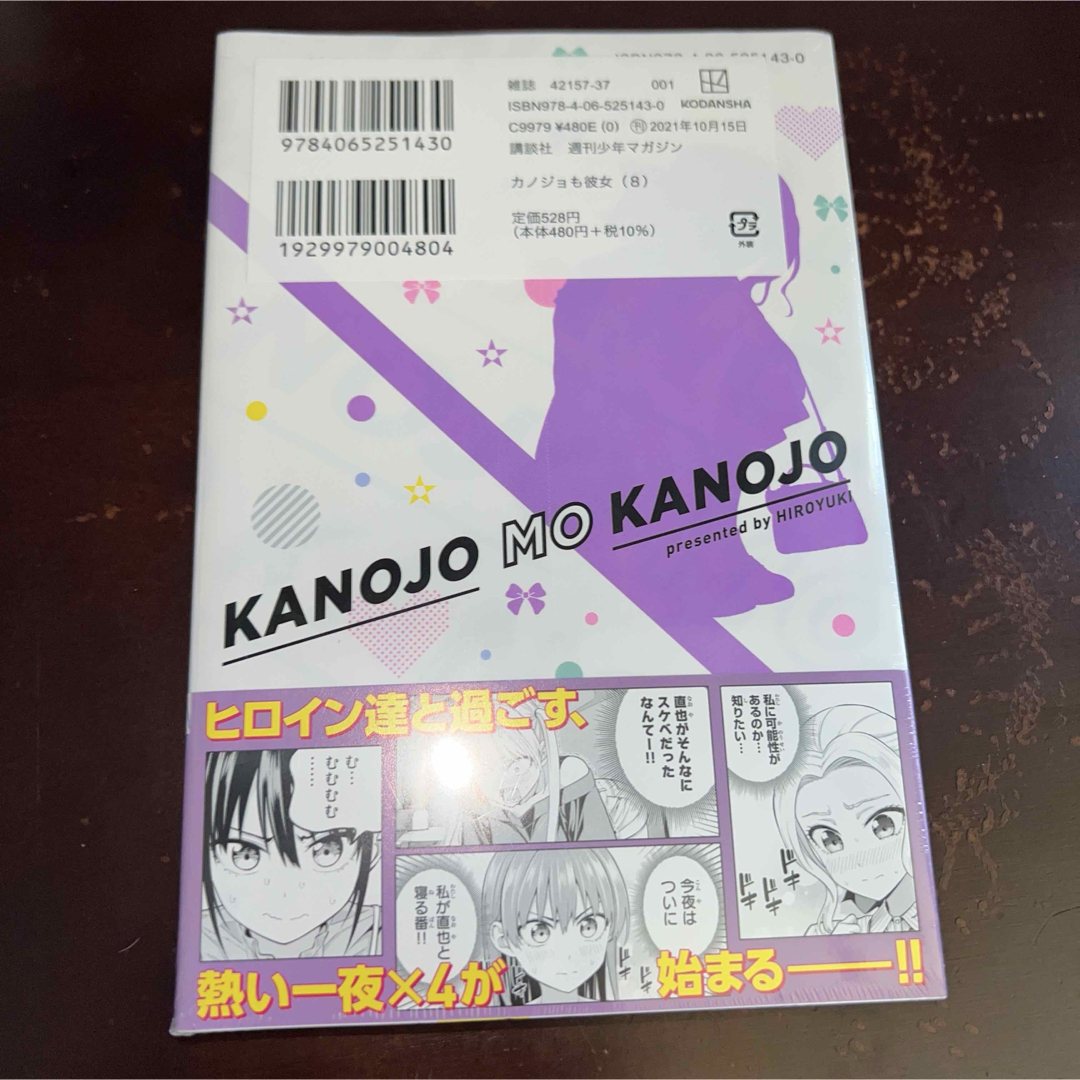 雑誌 42157-37 001
ISBN978-4-06-525143-0 KODANSHA
C9979 ¥480E (0) ㊞ 2021年10月15日
講談社 週刊少年マガジン
カノジョも彼女（8）
定価528円
(本体480円＋税10%)
プラ
外装
9784065251430
1929979004804
KANOJO MO KANOJO
presented by HIROYUKI
ヒロイン達と過ごす、
私に可能性が
あるのか…
知りたい…
直也がそんなに
スケベだった
なんてー!!
む…
むむむむ
……
ドキ
ドキ
ドキ
今夜は
ついに
私が直也と
寝る番!!
熱い一夜×4が
始まる――!!